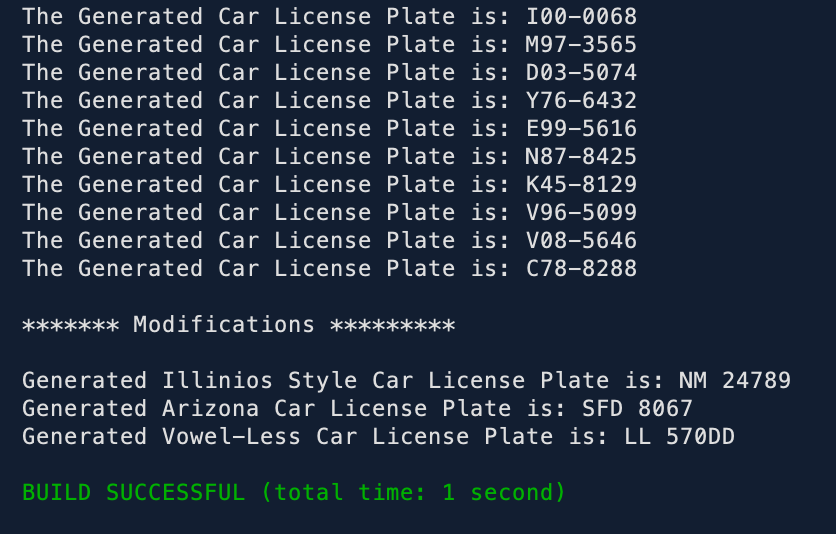 The Generated Car License Plate is: I00-0068
The Generated Car License Plate is: M97-3565
The Generated Car License Plate is: D03-5074
The Generated Car License Plate is: Y76-6432
The Generated Car License Plate is: E99-5616
The Generated Car License Plate is: N87-8425
The Generated Car License Plate is: K45-8129
The Generated Car License Plate is: V96-5099
The Generated Car License Plate is: V08-5646
The Generated Car License Plate is: C78-8288
******* Modifications *********
Generated Illinios Style Car License Plate is: NM 24789
Generated Arizona Car License Plate is: SFD 8067
Generated Vowel-Less Car License Plate is: LL 570DD
BUILD SUCCESSFUL (total time: 1 second)